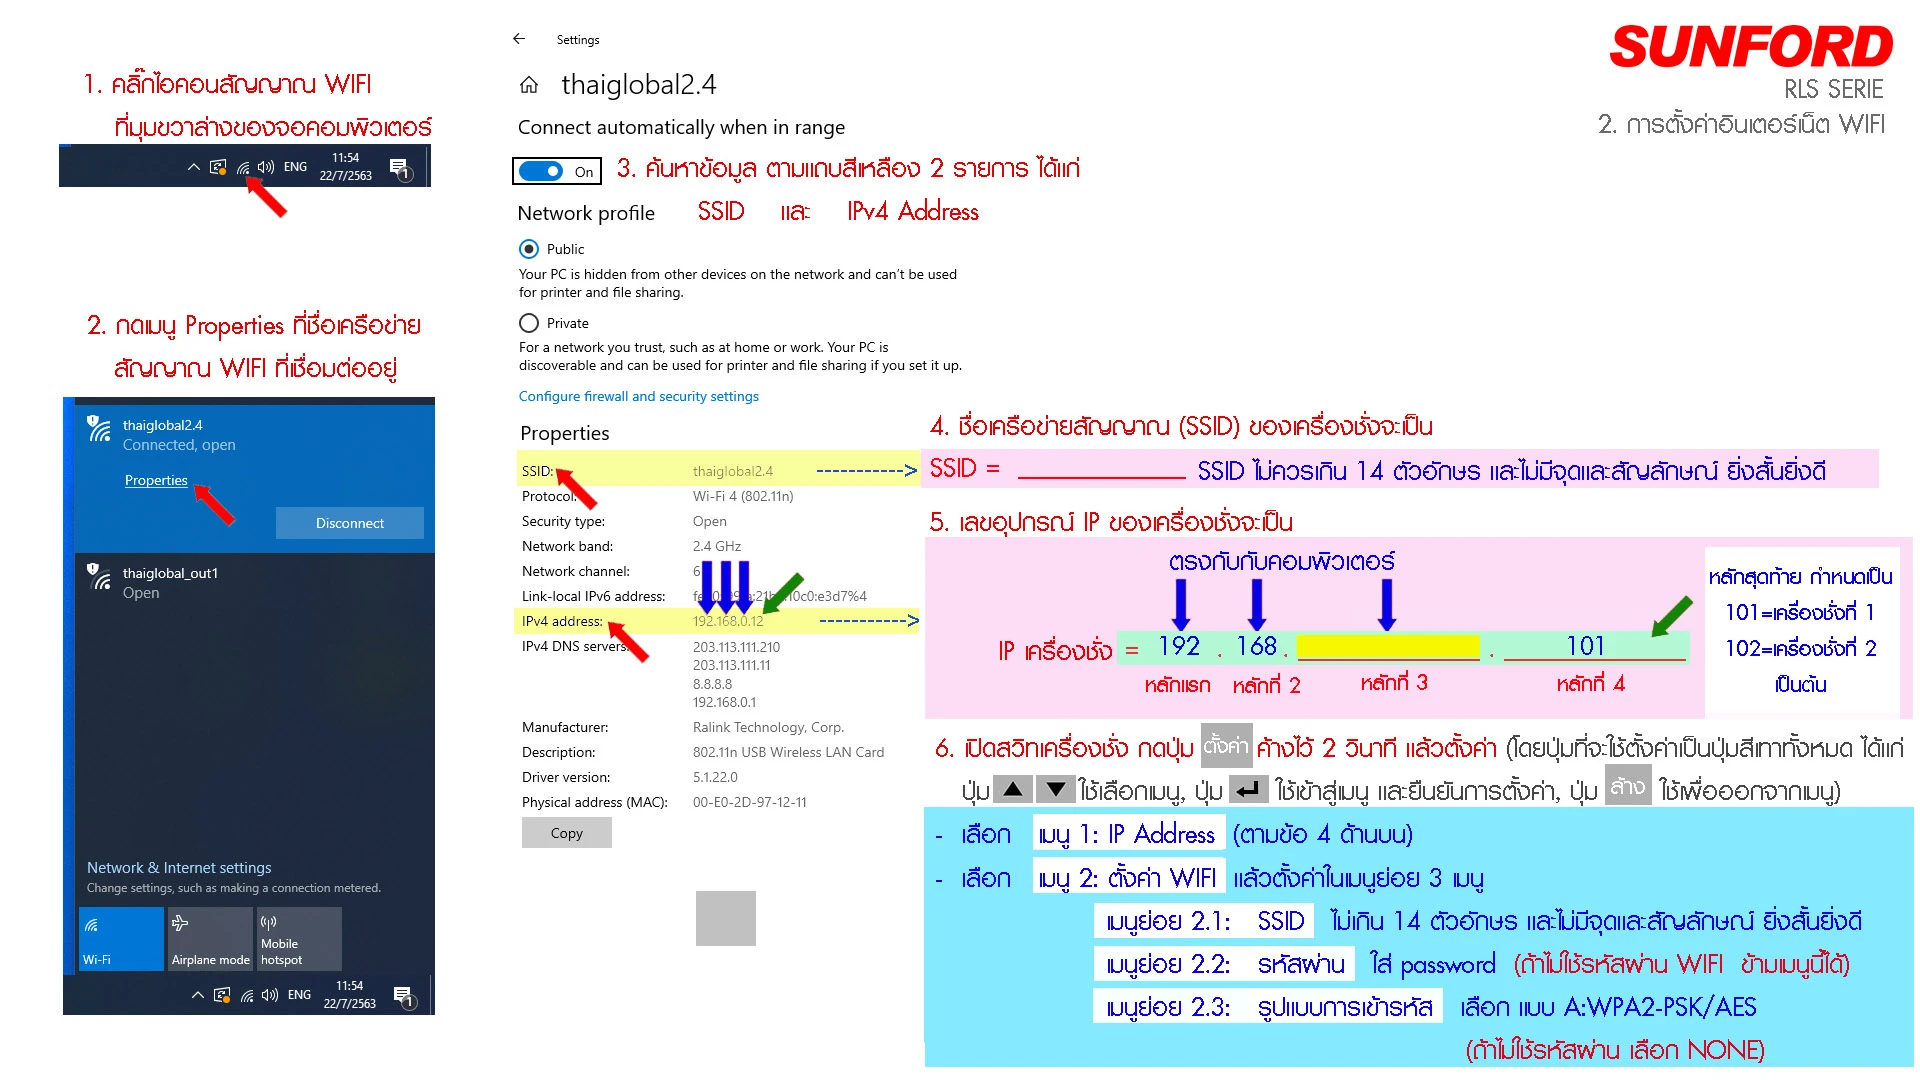 SUNFORD
RLS SERIE
2. การตั้งค่าอินเตอร์เน็ต WIFI
1. คลิ๊กไอคอนสัญญาณ WIFI
ที่มุมขวาล่างของจอคอมพิวเตอร์
ENG
11:54
22/7/2563
1
2. กดเมนู Properties ที่ชื่อเครือข่าย
สัญญาณ WIFI ที่เชื่อมต่ออยู่
thaiglobal2.4
Connected, open
Properties
Disconnect
thaiglobal_out1
Open
Network & Internet settings
Change settings, such as making a connection metered.
Wi-Fi
Airplane mode
Mobile
hotspot
ENG
11:54
22/7/2563
1
Settings
thaiglobal2.4
Connect automatically when in range
On
3. ค้นหาข้อมูล ตามแถบสีเหลือง 2 รายการ ได้แก่
SSID และ IPv4 Address
Network profile
Public
Your PC is hidden from other devices on the network and can't be used
for printer and file sharing.
Private
For a network you trust, such as at home or work. Your PC is
discoverable and can be used for printer and file sharing if you set it up.
Configure firewall and security settings
Properties
SSID: thaiglobal2.4
Protocol: Wi-Fi 4 (802.11n)
Security type: Open
Network band: 2.4 GHz
Network channel: 6
Link-local IPv6 address:
IPv4 address: 192.168.0.12
IPv4 DNS servers: 203.113.111.210
203.113.111.11
8.8.8.8
192.168.0.1
Manufacturer: Ralink Technology, Corp.
Description: 802.11n USB Wireless LAN Card
Driver version: 5.1.22.0
Physical address (MAC): 00-E0-2D-97-12-11
Copy
4. ชื่อเครือข่ายสัญญาณ (SSID) ของเครื่องชั่งจะเป็น
SSID = SSID ไม่ควรเกิน 14 ตัวอักษร และไม่มีจุดและสัญลักษณ์ ยิ่งสั้นยิ่งดี
5. เลขอุปกรณ์ IP ของเครื่องชั่งจะเป็น
ตรงกับกับคอมพิวเตอร์
IP เครื่องชั่ง = 192 . 168 . . 101
หลักแรก หลักที่ 2 หลักที่ 3 หลักที่ 4
หลักสุดท้าย กำหนดเป็น
101=เครื่องชั่งที่ 1
102=เครื่องชั่งที่ 2
เป็นต้น
6. เปิดสวิทเครื่องชั่ง กดปุ่ม ตั้งค่า ค้างไว้ 2 วินาที แล้วตั้งค่า (โดยปุ่มที่จะใช้ตั้งค่าเป็นปุ่มสีเทาทั้งหมด ได้แก่
ปุ่ม ▲ ▼ ใช้เลือกเมนู, ปุ่ม ↵ ใช้เข้าสู่เมนู และยืนยันการตั้งค่า, ปุ่ม ล้าง ใช้เพื่อออกจากเมนู)
- เลือก เมนู 1: IP Address (ตามข้อ 4 ด้านบน)
- เลือก เมนู 2: ตั้งค่า WIFI แล้วตั้งค่าในเมนูย่อย 3 เมนู
เมนูย่อย 2.1: SSID ไม่เกิน 14 ตัวอักษร และไม่มีจุดและสัญลักษณ์ ยิ่งสั้นยิ่งดี
เมนูย่อย 2.2: รหัสผ่าน ใส่ password (ถ้าไม่ใช้รหัสผ่าน WIFI ข้ามเมนูนี้ได้)
เมนูย่อย 2.3: รูปแบบการเข้ารหัส เลือก แบบ A:WPA2-PSK/AES
(ถ้าไม่ใช้รหัสผ่าน เลือก NONE)